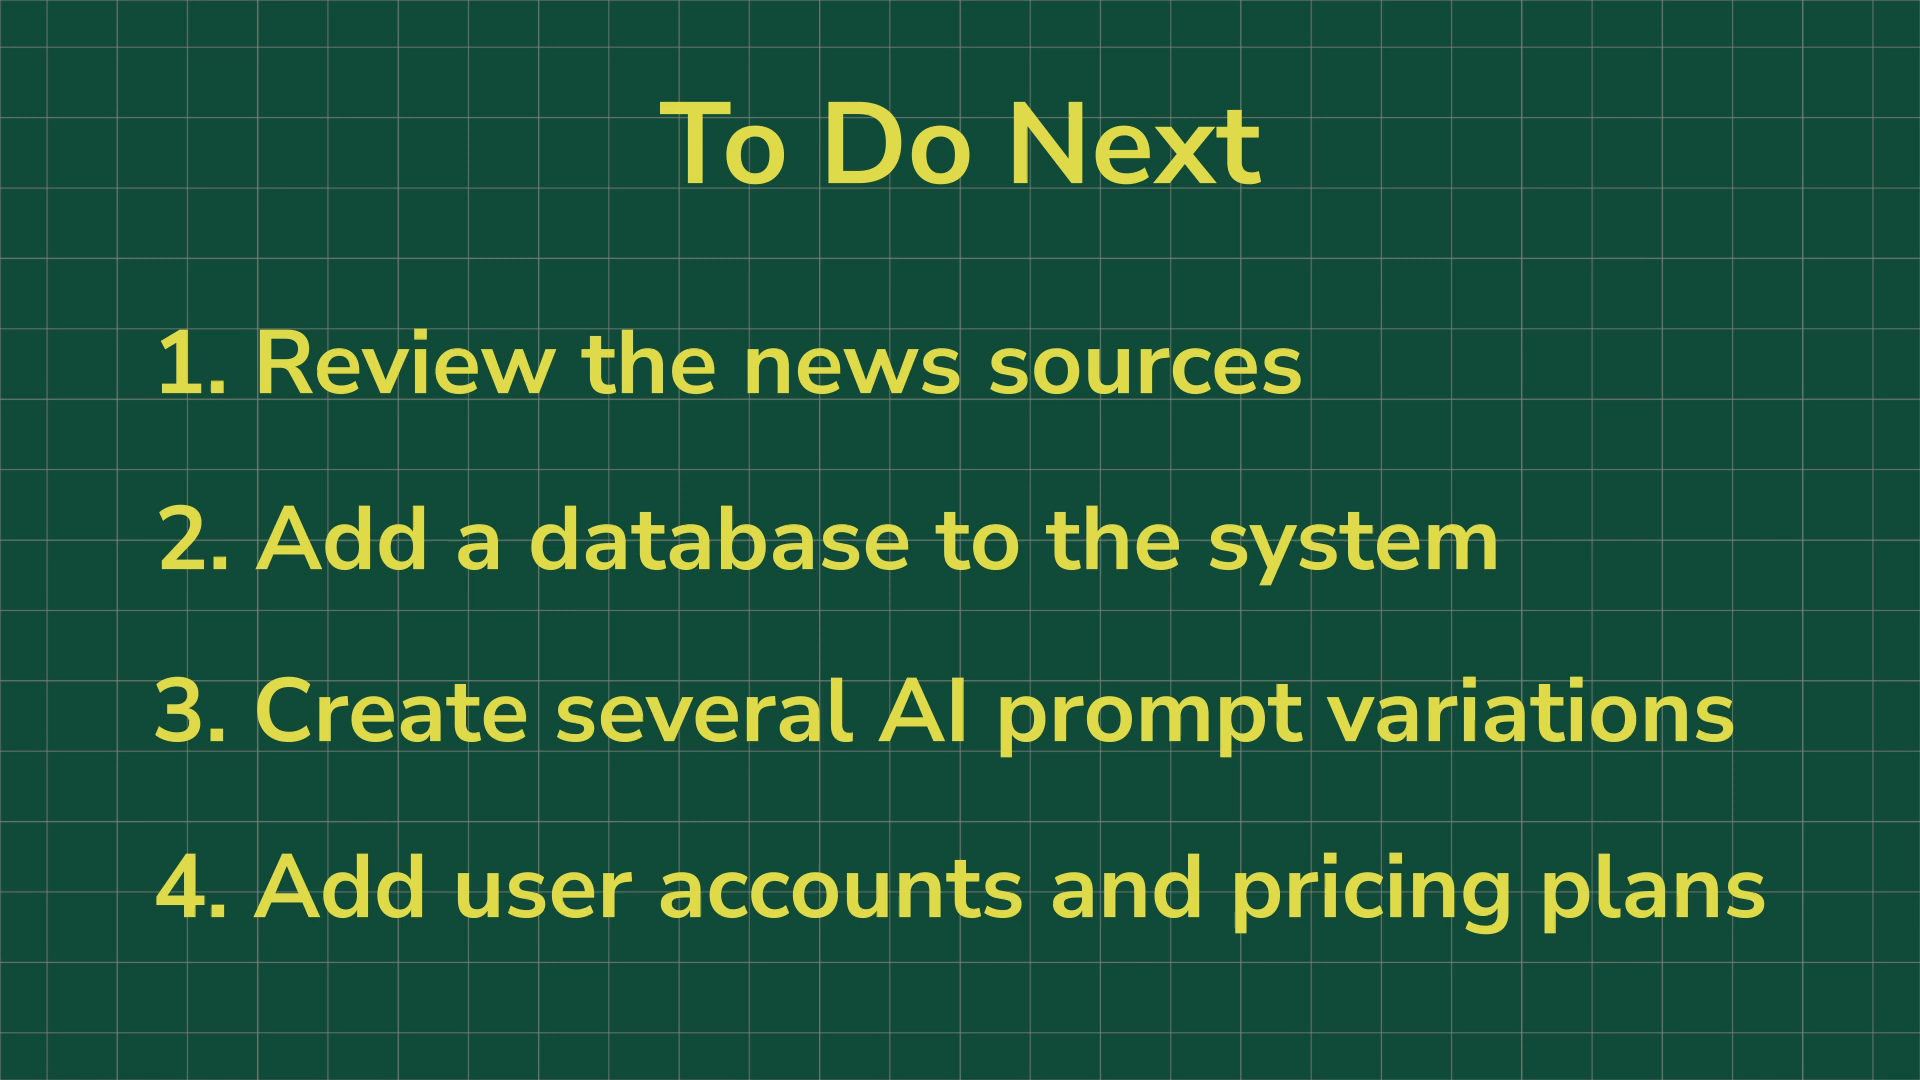 To Do Next
1. Review the news sources
2. Add a database to the system
3. Create several AI prompt variations
4. Add user accounts and pricing plans